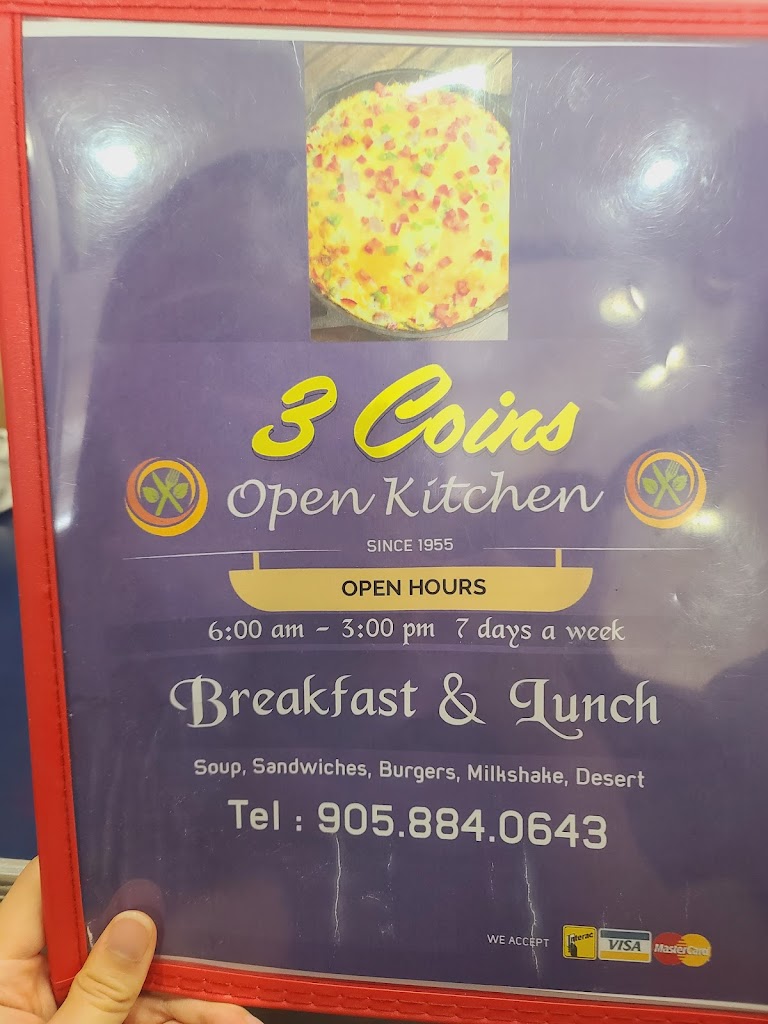 3 Coins
Open Kitchen
SINCE 1955
OPEN HOURS
6:00 am - 3:00 pm 7 days a week
Breakfast & Lunch
Soup, Sandwiches, Burgers, Milkshake, Desert
Tel : 905.884.0643
WE ACCEPT Interac VISA MasterCard